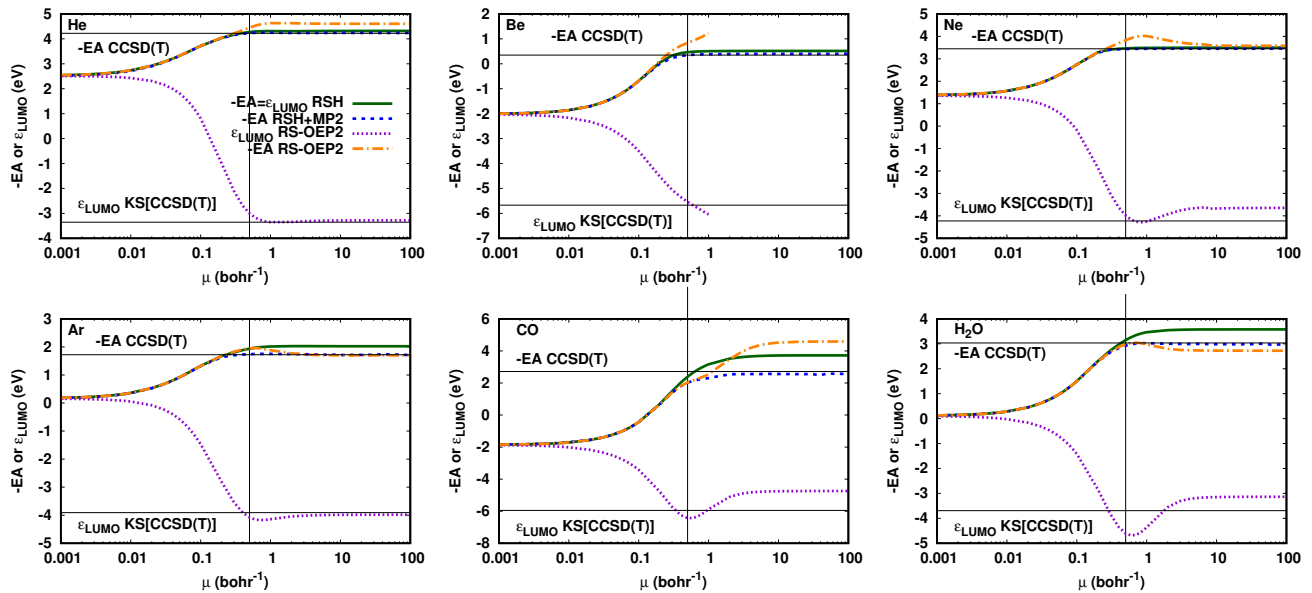 He
-EA CCSD(T)
-EA=εLUMO RSH
-EA RSH+MP2
εLUMO RS-OEP2
-EA RS-OEP2
εLUMO KS[CCSD(T)]
-EA or εLUMO (eV)
5
4
3
2
1
0
-1
-2
-3
-4
0.001 0.01 0.1 1 10 100
μ (bohr-1)
Be
-EA CCSD(T)
εLUMO KS[CCSD(T)]
-EA or εLUMO (eV)
2
1
0
-1
-2
-3
-4
-5
-6
-7
0.001 0.01 0.1 1 10 100
μ (bohr-1)
Ne
-EA CCSD(T)
εLUMO KS[CCSD(T)]
-EA or εLUMO (eV)
5
4
3
2
1
0
-1
-2
-3
-4
-5
0.001 0.01 0.1 1 10 100
μ (bohr-1)
Ar
-EA CCSD(T)
εLUMO KS[CCSD(T)]
-EA or εLUMO (eV)
3
2
1
0
-1
-2
-3
-4
-5
0.001 0.01 0.1 1 10 100
μ (bohr-1)
CO
-EA CCSD(T)
εLUMO KS[CCSD(T)]
-EA or εLUMO (eV)
6
4
2
0
-2
-4
-6
-8
0.001 0.01 0.1 1 10 100
μ (bohr-1)
H2O
-EA CCSD(T)
εLUMO KS[CCSD(T)]
-EA or εLUMO (eV)
4
3
2
1
0
-1
-2
-3
-4
-5
0.001 0.01 0.1 1 10 100
μ (bohr-1)